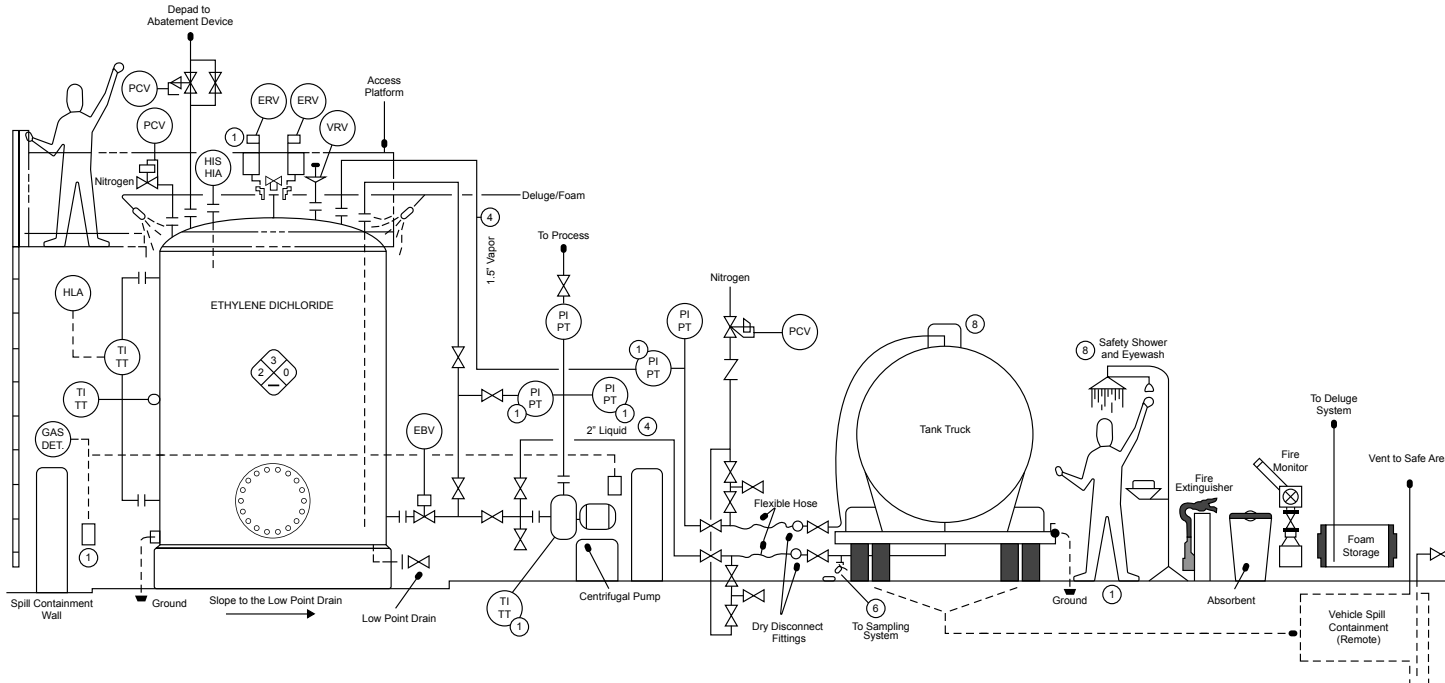 Depad to
Abatement Device
PCV
PCV
Nitrogen
HIS
HIA
1
ERV
ERV
VRV
Access
Platform
Deluge/Foam
4
1.5" Vapor
To Process
PI
PT
HLA
TI
TT
TI
TT
GAS
DET.
1
ETHYLENE DICHLORIDE
3
2
0
EBV
PI
PT
1
PI
PT
1
2" Liquid
4
1
PI
PT
PI
PT
Nitrogen
PCV
8
Tank Truck
8
Safety Shower
and Eyewash
To Deluge
System
Fire
Monitor
Vent to Safe Area
Fire
Extinguisher
Flexible Hose
Foam
Storage
Spill Containment
Wall
Ground
Slope to the Low Point Drain
Low Point Drain
TI
TT
1
Centrifugal Pump
Dry Disconnect
Fittings
6
To Sampling
System
Ground
1
Absorbent
Vehicle Spill
Containment
(Remote)